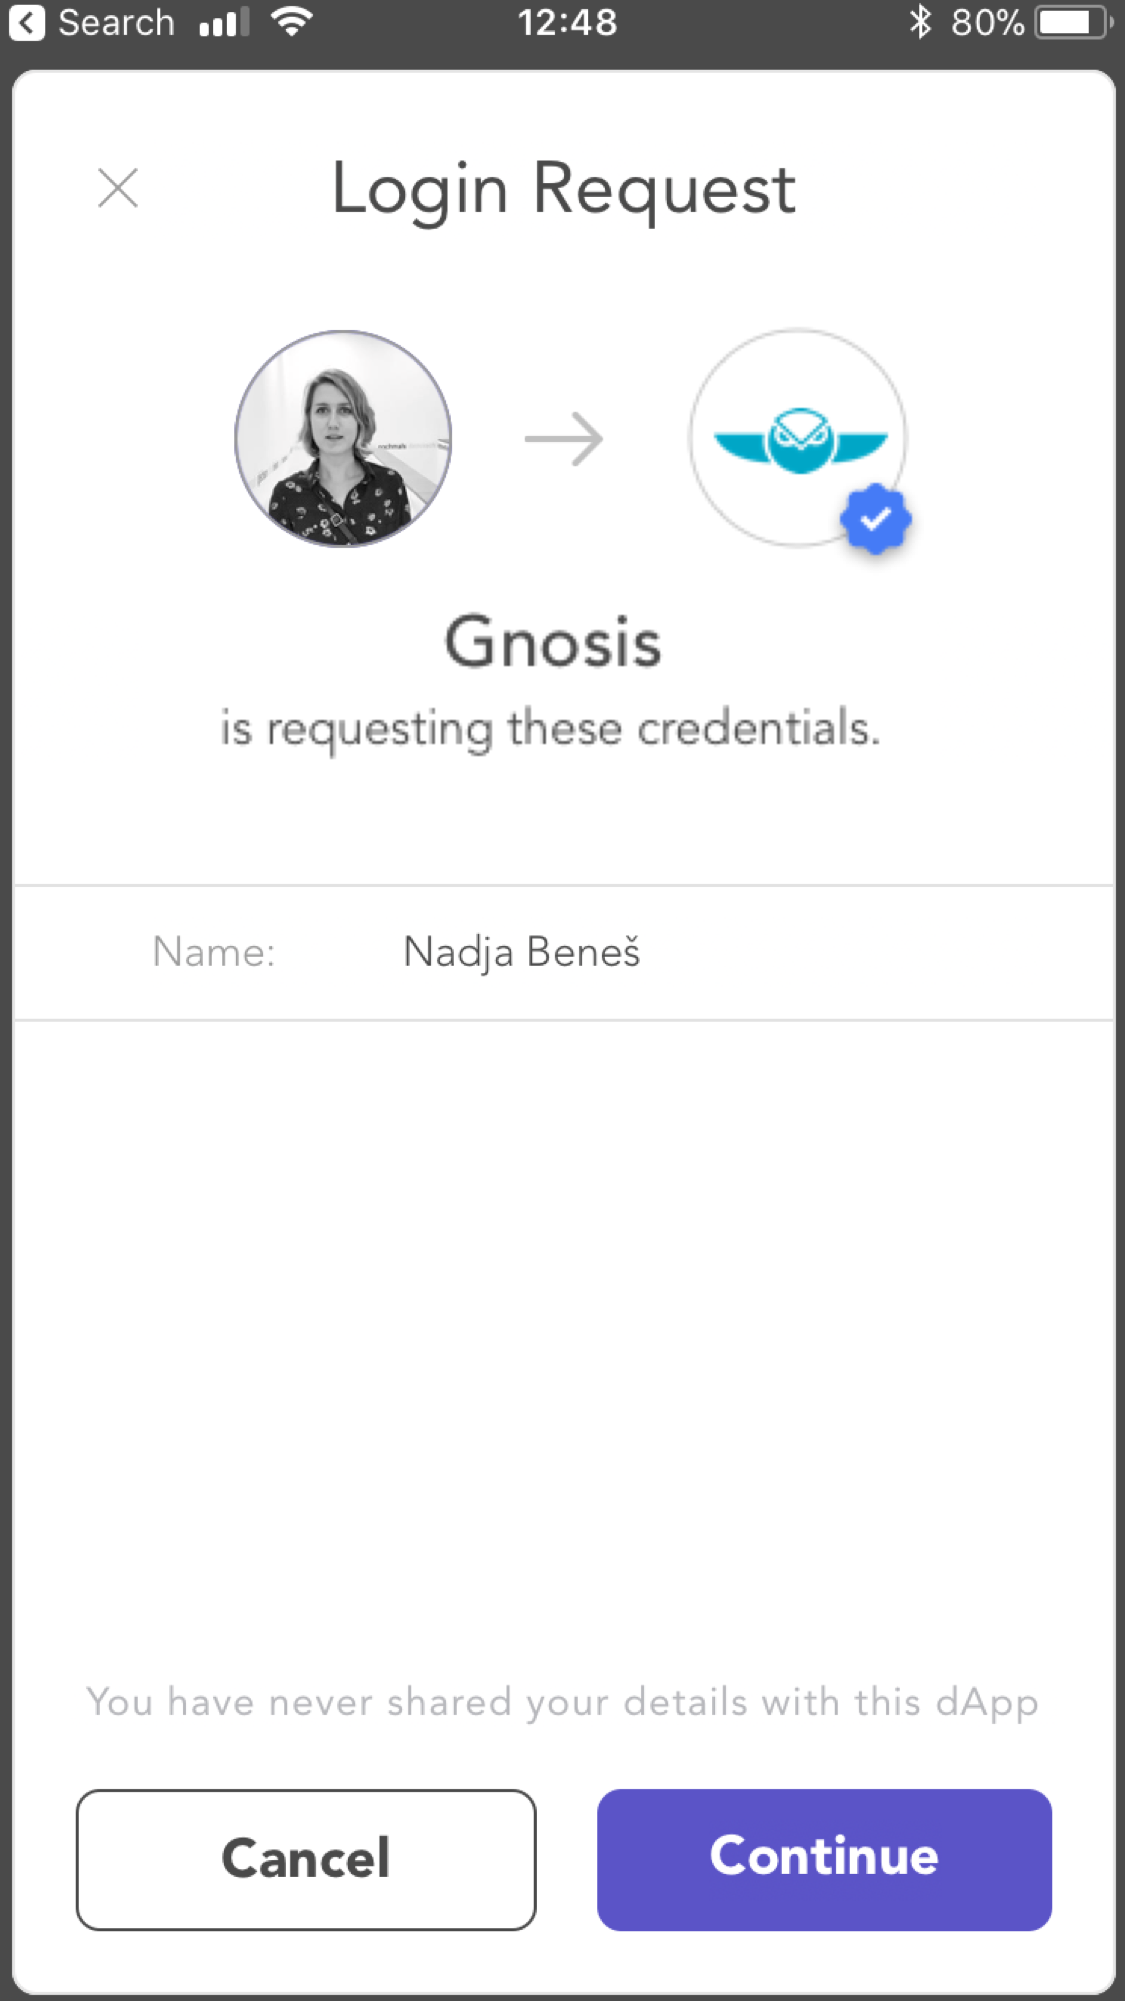 Search
12:48
80%
Login Request
Gnosis
is requesting these credentials.
Name: Nadja Beneš
You have never shared your details with this dApp
Cancel
Continue